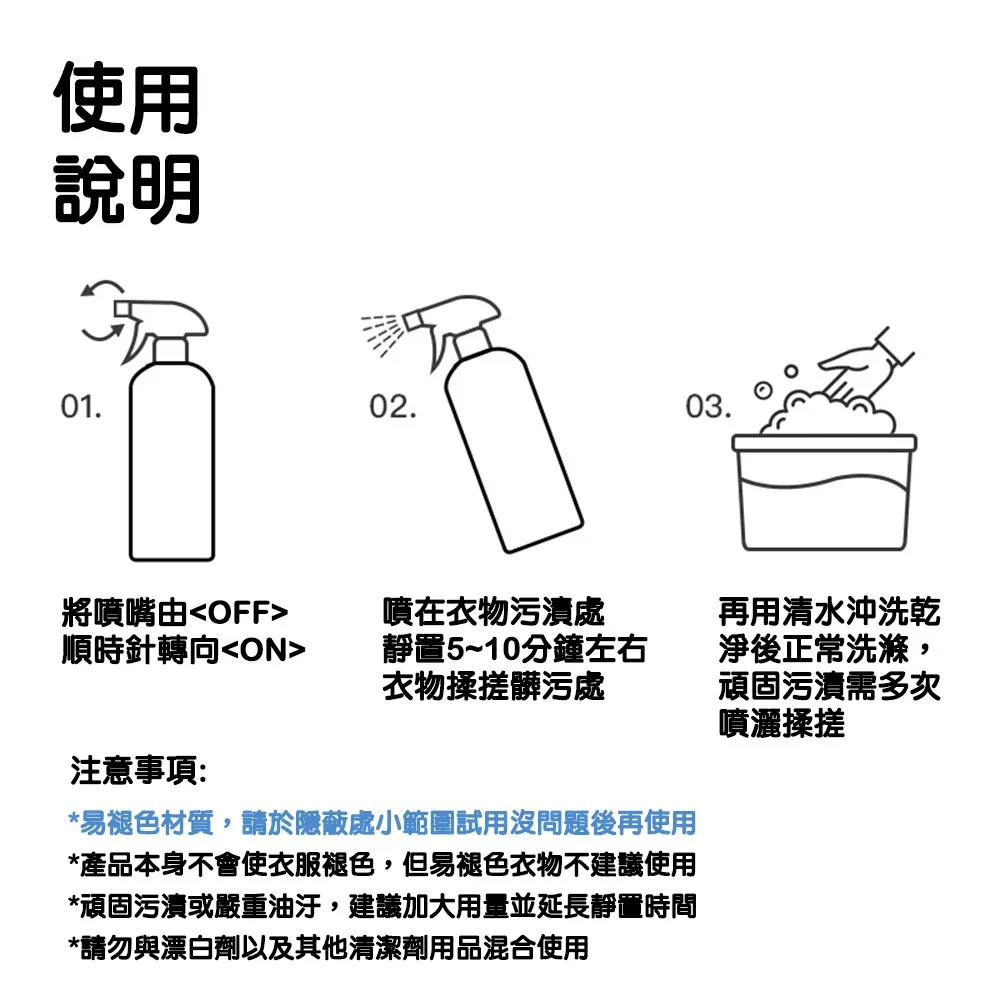 使用
說明
01.
將噴嘴由<OFF>
順時針轉向<ON>
02.
噴在衣物污漬處
靜置5~10分鐘左右
衣物揉搓髒污處
03.
再用清水沖洗乾
淨後正常洗滌，
頑固污漬需多次
噴灑揉搓
注意事項:
*易褪色材質，請於隱蔽處小範圍試用沒問題後再使用
*產品本身不會使衣服褪色，但易褪色衣物不建議使用
*頑固污漬或嚴重油汙，建議加大用量並延長靜置時間
*請勿與漂白劑以及其他清潔劑用品混合使用